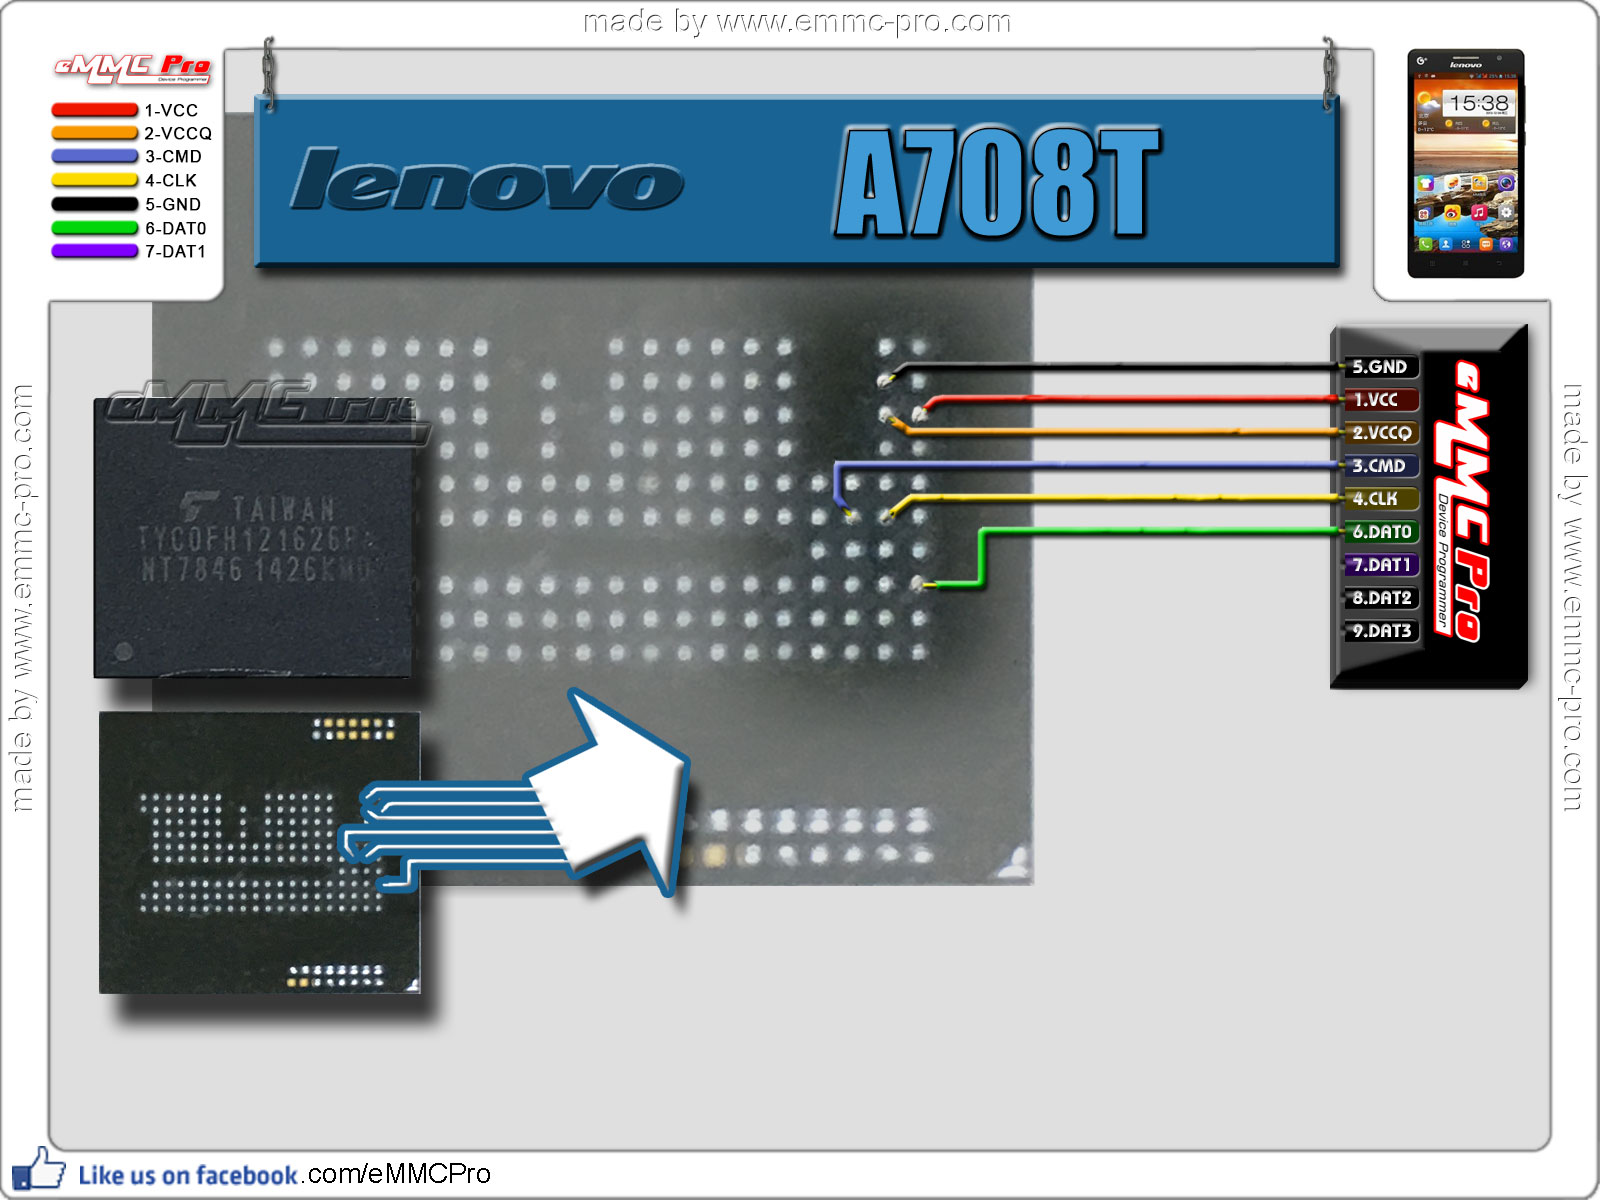 made by www.emmc-pro.com
eMMC Pro
Device Programmer
1-VCC
2-VCCQ
3-CMD
4-CLK
5-GND
6-DAT0
7-DAT1
lenovo A708T
lenovo
15:38
5.GND
1.VCC
2.VCCQ
3.CMD
4.CLK
6.DAT0
7.DAT1
8.DAT2
9.DAT3
eMMC Pro
Device Programmer
eMMC Pro
TAIWAN
TYC0FH121626RA
NT7846 1426KMD
made by www.emmc-pro.com
made by www.emmc-pro.com
Like us on facebook.com/eMMCPro